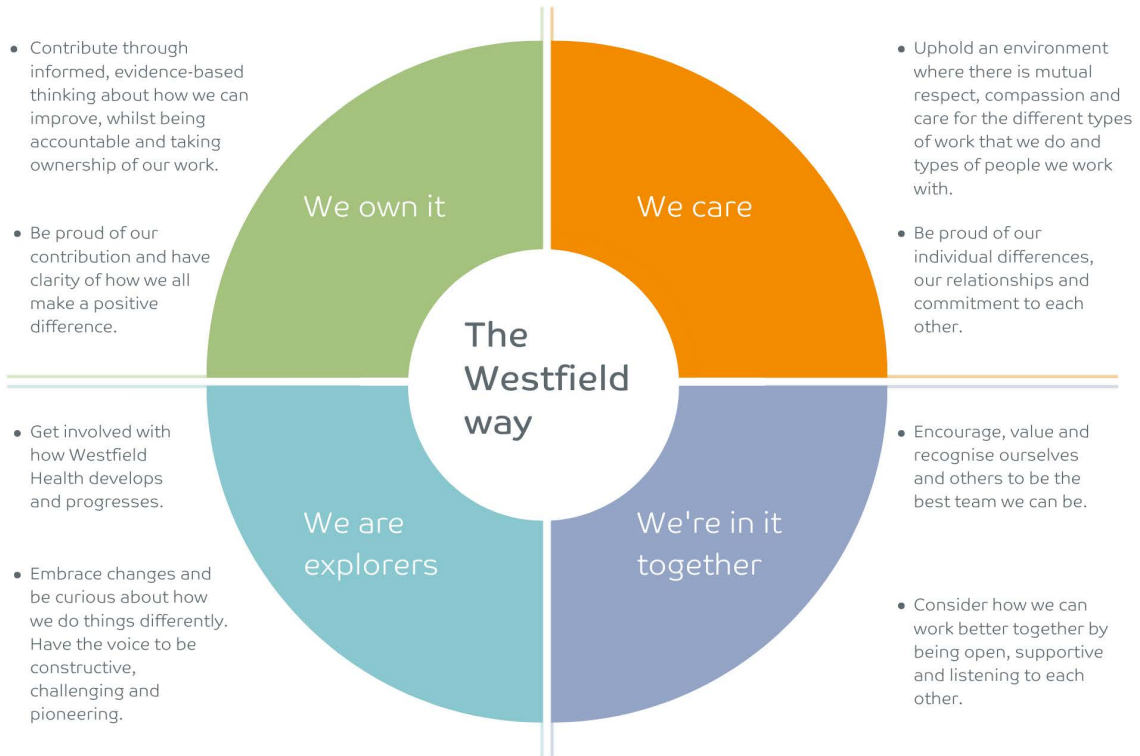 • Contribute through
informed, evidence-based
thinking about how we can
improve, whilst being
accountable and taking
ownership of our work.
• Be proud of our
contribution and have
clarity of how we all
make a positive
difference.
We own it
We care
• Uphold an environment
where there is mutual
respect, compassion and
care for the different types
of work that we do and
types of people we work
with.
• Be proud of our
individual differences,
our relationships and
commitment to each
other.
The
Westfield
way
• Get involved with
how Westfield
Health develops
and progresses.
• Embrace changes and
be curious about how
we do things differently.
Have the voice to be
constructive,
challenging and
pioneering.
We are
explorers
We're in it
together
• Encourage, value and
recognise ourselves
and others to be the
best team we can be.
• Consider how we can
work better together by
being open, supportive
and listening to each
other.